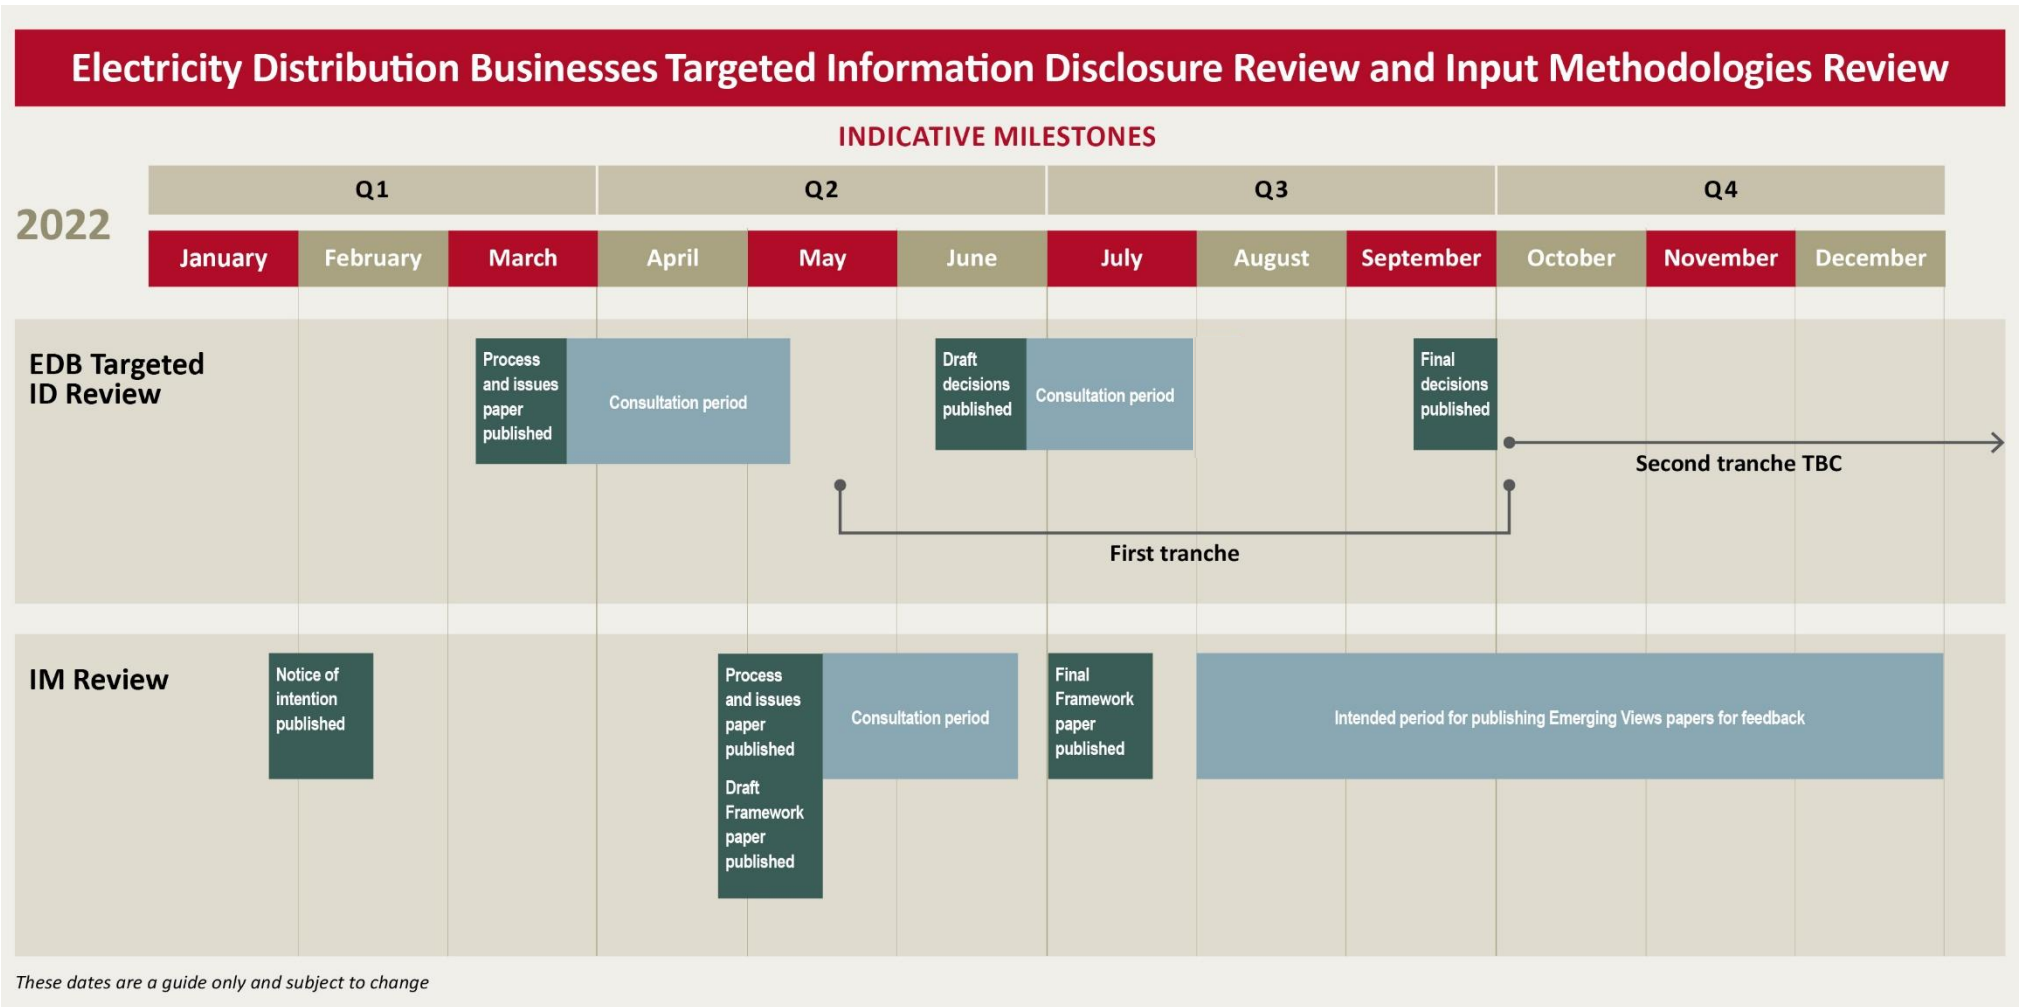 Electricity Distribution Businesses Targeted Information Disclosure Review and Input Methodologies Review
INDICATIVE MILESTONES
2022
Q1 Q2 Q3 Q4
January February March April May June July August September October November December
EDB Targeted
ID Review
Process
and issues
paper
published
Consultation period
Draft
decisions
published
Consultation period
Final
decisions
published
Second tranche TBC
First tranche
IM Review
Notice of
intention
published
Process
and issues
paper
published
Draft
Framework
paper
published
Consultation period
Final
Framework
paper
published
Intended period for publishing Emerging Views papers for feedback
These dates are a guide only and subject to change